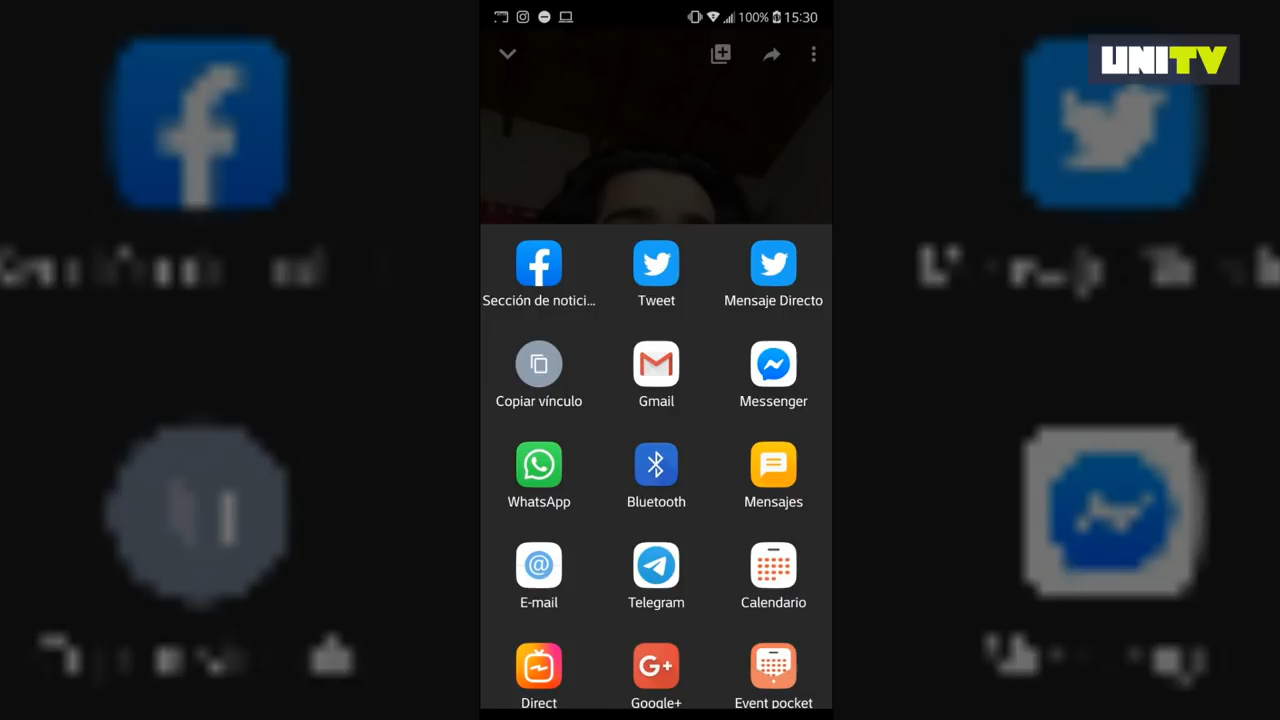 100% 15:30
UNITV
Sección de notici...
Tweet
Mensaje Directo
Copiar vínculo
Gmail
Messenger
WhatsApp
Bluetooth
Mensajes
@
E-mail
Telegram
Calendario
G+
Direct
Google+
Event pocket